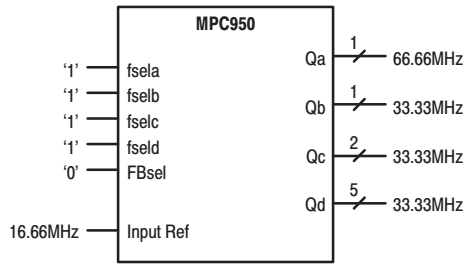 MPC950
‘1’ fsela
‘1’ fselb
‘1’ fselc
‘1’ fseld
‘0’ FBsel
16.66MHz Input Ref
Qa 1 66.66MHz
Qb 1 33.33MHz
Qc 2 33.33MHz
Qd 5 33.33MHz